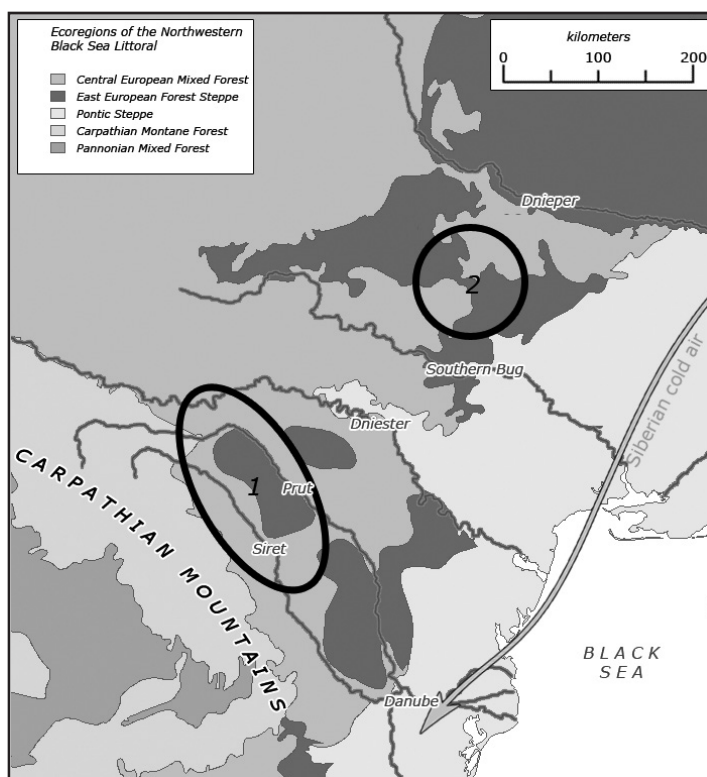 Ecoregions of the Northwestern
Black Sea Littoral
Central European Mixed Forest
East European Forest Steppe
Pontic Steppe
Carpathian Montane Forest
Pannonian Mixed Forest
kilometers
0 100 200
Dnieper
2
Southern Bug
Siberian cold air
Dniester
CARPATHIAN MOUNTAINS
1
Prut
Siret
BLACK
SEA
Danube